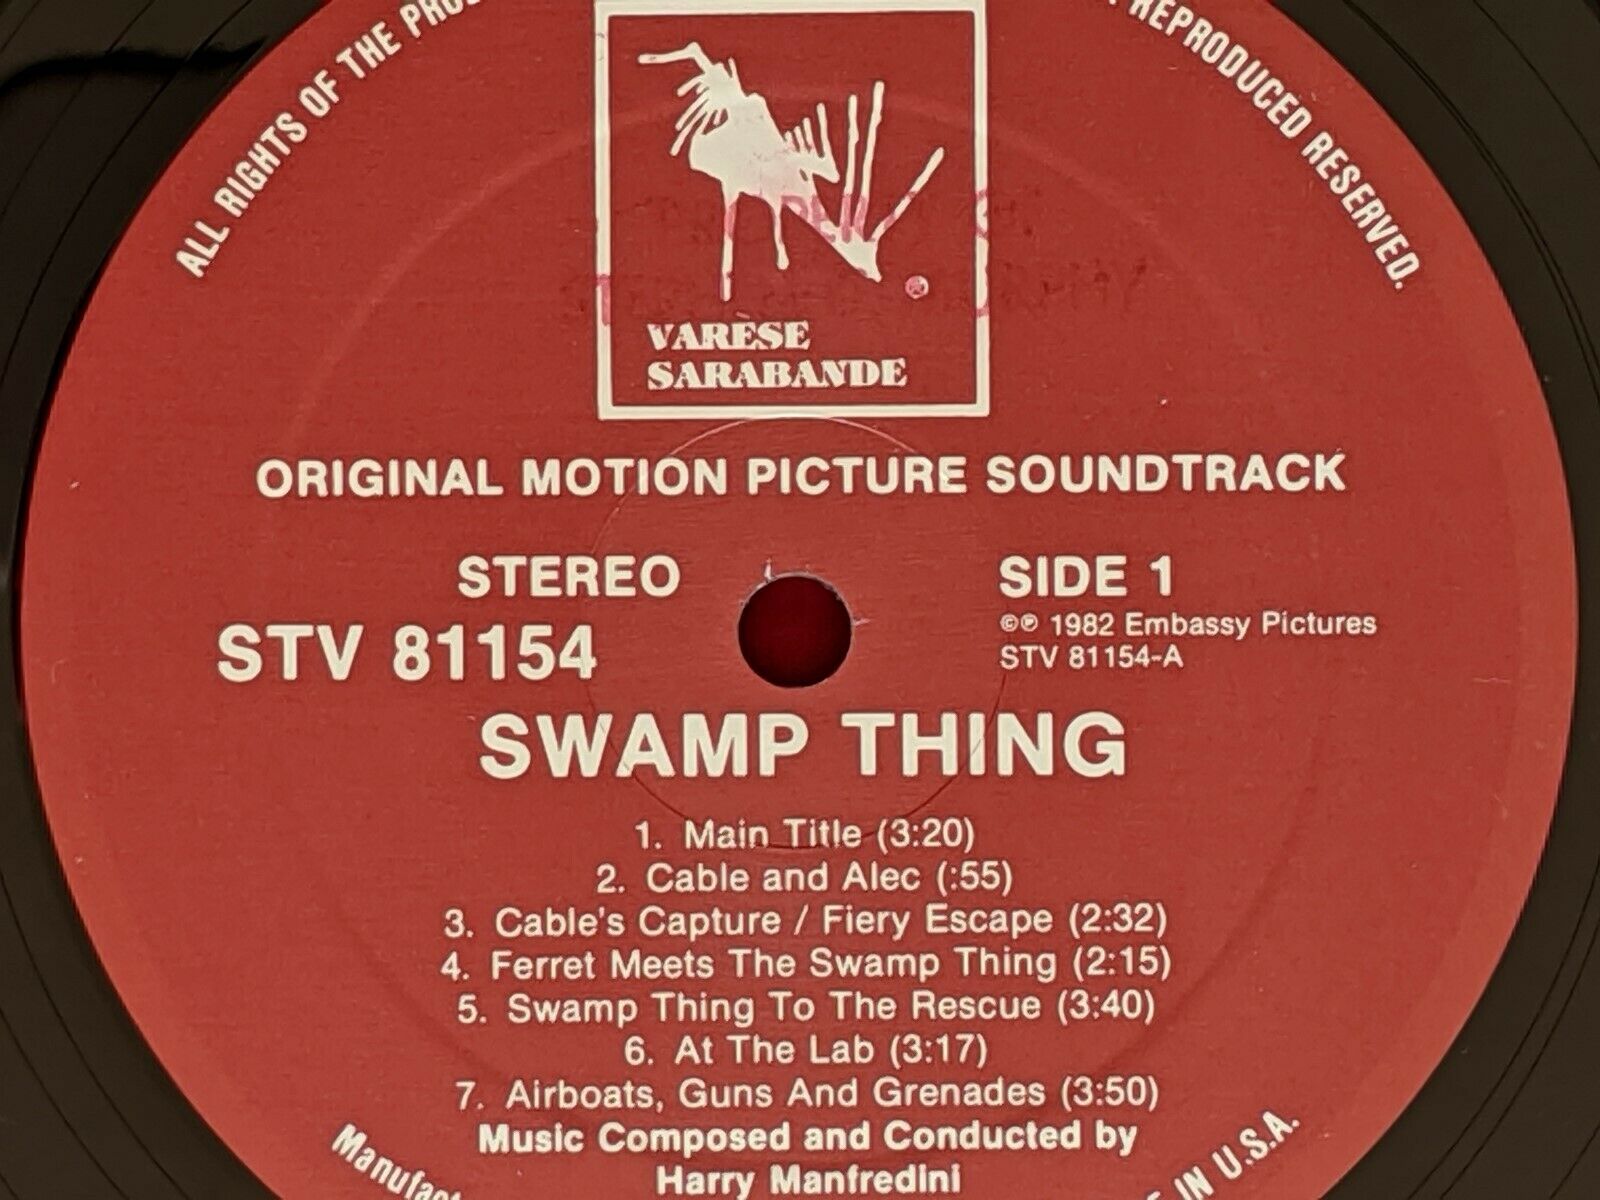 ALL RIGHTS OF THE
REPRODUCED RESERVED.
VARÈSE
SARABANDE
®
ORIGINAL MOTION PICTURE SOUNDTRACK
STEREO
STV 81154
SIDE 1
©℗ 1982 Embassy Pictures
STV 81154-A
SWAMP THING
1. Main Title (3:20)
2. Cable and Alec (:55)
3. Cable's Capture / Fiery Escape (2:32)
4. Ferret Meets The Swamp Thing (2:15)
5. Swamp Thing To The Rescue (3:40)
6. At The Lab (3:17)
7. Airboats, Guns And Grenades (3:50)
Music Composed and Conducted by
Harry Manfredini
IN U.S.A.